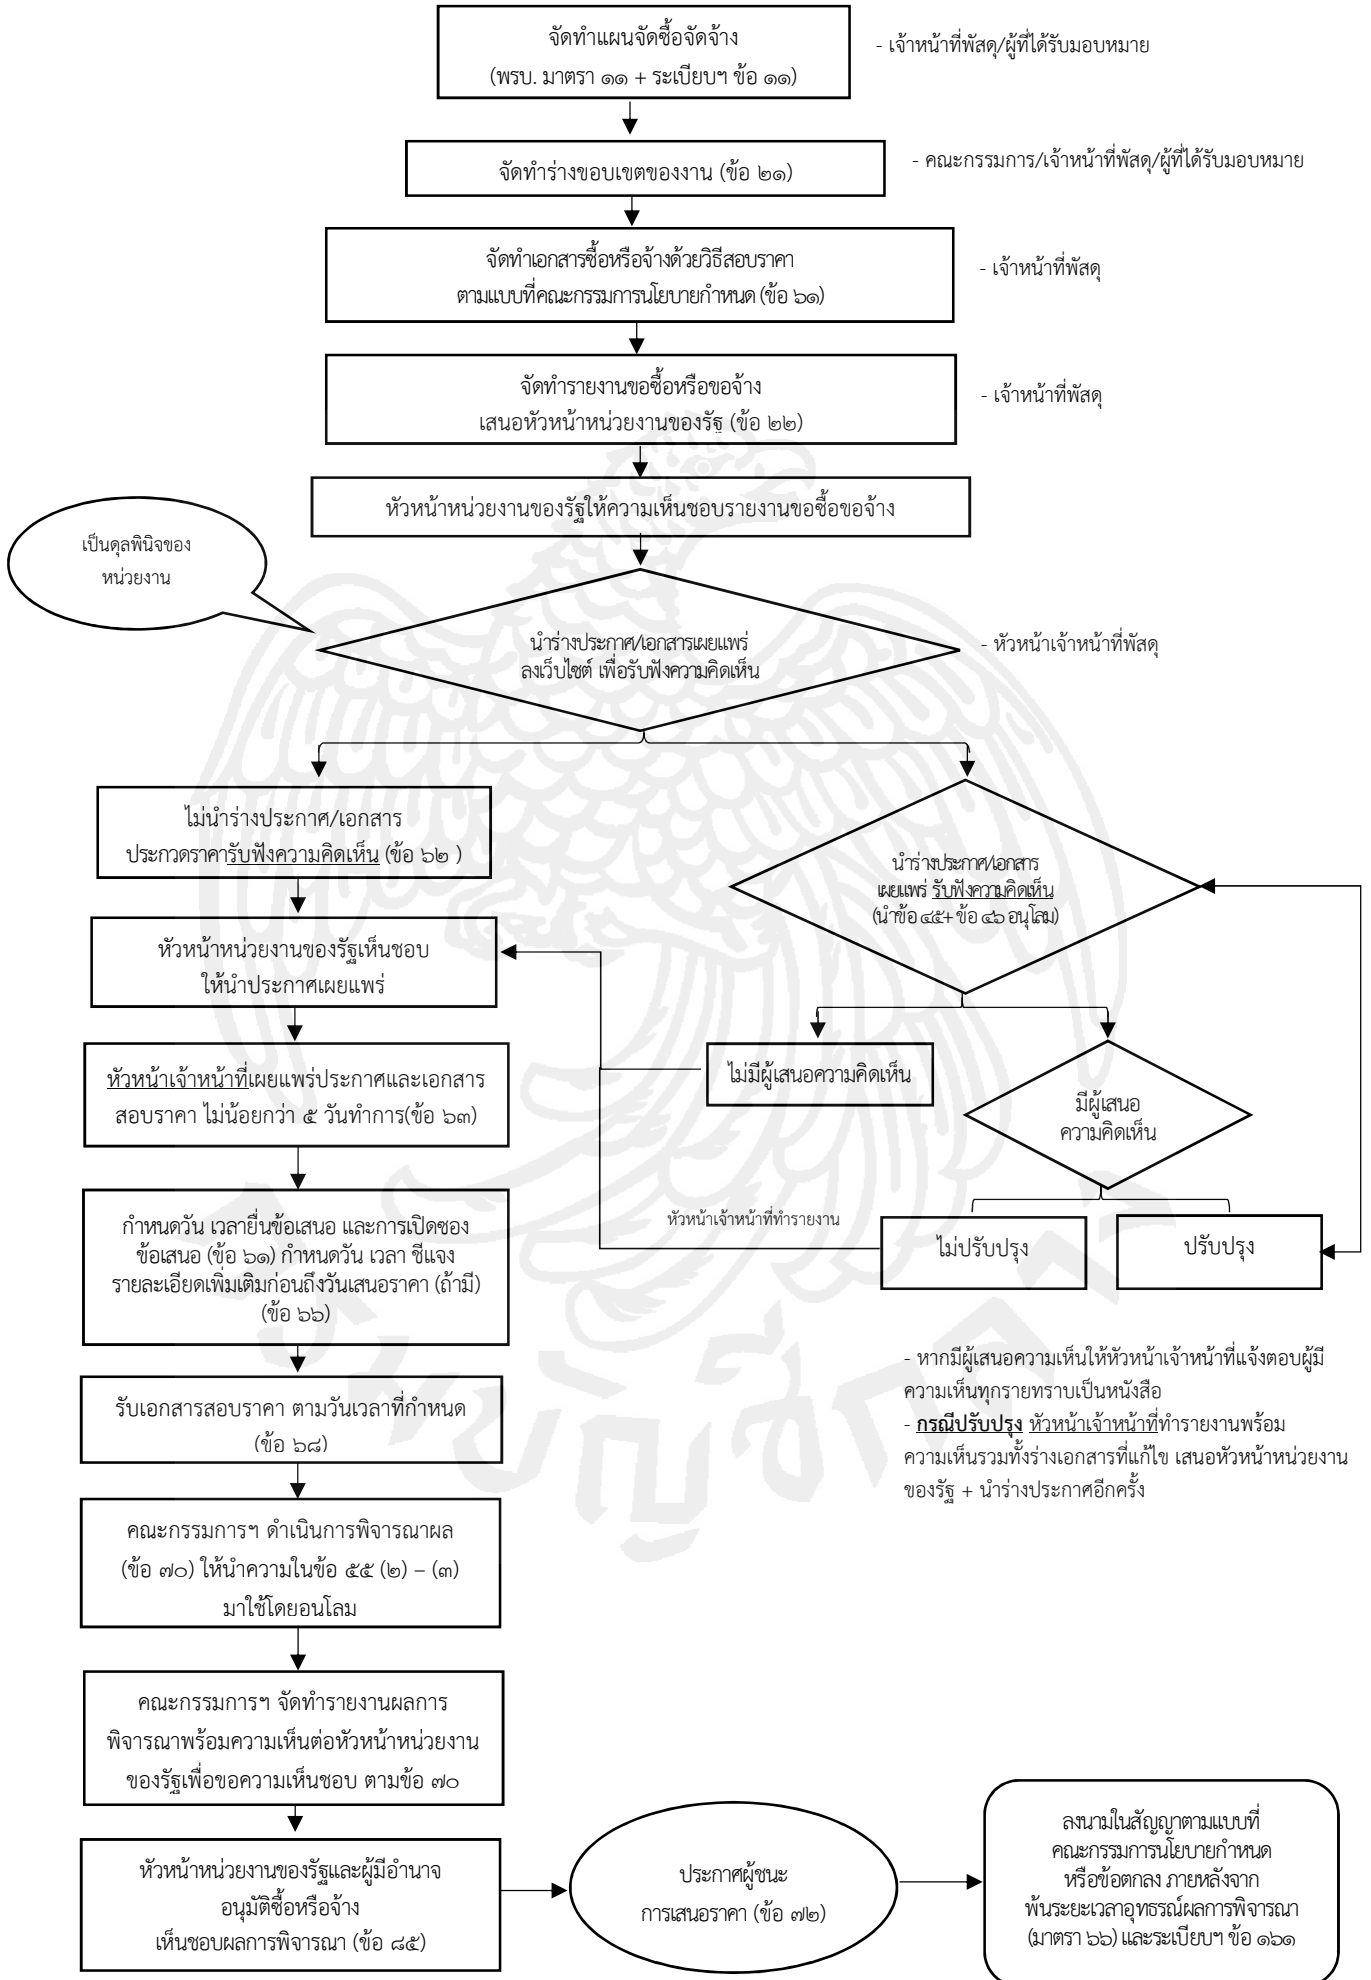 จัดทำแผนจัดซื้อจัดจ้าง
(พรบ. มาตรา ๑๑ + ระเบียบฯ ข้อ ๑๑)
- เจ้าหน้าที่พัสดุ/ผู้ที่ได้รับมอบหมาย
จัดทำร่างขอบเขตของงาน (ข้อ ๒๑)
- คณะกรรมการ/เจ้าหน้าที่พัสดุ/ผู้ที่ได้รับมอบหมาย
จัดทำเอกสารซื้อหรือจ้างด้วยวิธีสอบราคา
ตามแบบที่คณะกรรมการนโยบายกำหนด (ข้อ ๖๑)
- เจ้าหน้าที่พัสดุ
จัดทำรายงานขอซื้อหรือขอจ้าง
เสนอหัวหน้าหน่วยงานของรัฐ (ข้อ ๒๒)
- เจ้าหน้าที่พัสดุ
หัวหน้าหน่วยงานของรัฐให้ความเห็นชอบรายงานขอซื้อขอจ้าง
เป็นดุลพินิจของ
หน่วยงาน
นำร่างประกาศ/เอกสารเผยแพร่
ลงเว็บไซต์ เพื่อรับฟังความคิดเห็น
- หัวหน้าเจ้าหน้าที่พัสดุ
ไม่นำร่างประกาศ/เอกสาร
ประกวดราคารับฟังความคิดเห็น (ข้อ ๖๒ )
นำร่างประกาศ/เอกสาร
เผยแพร่ รับฟังความคิดเห็น
(นำข้อ ๔๕+ ข้อ ๔๖ อนุโลม)
หัวหน้าหน่วยงานของรัฐเห็นชอบ
ให้นำประกาศเผยแพร่
ไม่มีผู้เสนอความคิดเห็น
มีผู้เสนอ
ความคิดเห็น
หัวหน้าเจ้าหน้าที่เผยแพร่ประกาศและเอกสาร
สอบราคา ไม่น้อยกว่า ๕ วันทำการ(ข้อ ๖๓)
กำหนดวัน เวลายื่นข้อเสนอ และการเปิดซอง
ข้อเสนอ (ข้อ ๖๑) กำหนดวัน เวลา ชี้แจง
รายละเอียดเพิ่มเติมก่อนถึงวันเสนอราคา (ถ้ามี)
(ข้อ ๖๖)
หัวหน้าเจ้าหน้าที่ทำรายงาน
ไม่ปรับปรุง
ปรับปรุง
- หากมีผู้เสนอความเห็นให้หัวหน้าเจ้าหน้าที่แจ้งตอบผู้มี
ความเห็นทุกรายทราบเป็นหนังสือ
- กรณีปรับปรุง หัวหน้าเจ้าหน้าที่ทำรายงานพร้อม
ความเห็นรวมทั้งร่างเอกสารที่แก้ไข เสนอหัวหน้าหน่วยงาน
ของรัฐ + นำร่างประกาศอีกครั้ง
รับเอกสารสอบราคา ตามวันเวลาที่กำหนด
(ข้อ ๖๘)
คณะกรรมการฯ ดำเนินการพิจารณาผล
(ข้อ ๗๐) ให้นำความในข้อ ๕๕ (๒) – (๓)
มาใช้โดยอนุโลม
คณะกรรมการฯ จัดทำรายงานผลการ
พิจารณาพร้อมความเห็นต่อหัวหน้าหน่วยงาน
ของรัฐเพื่อขอความเห็นชอบ ตามข้อ ๗๐
หัวหน้าหน่วยงานของรัฐและผู้มีอำนาจ
อนุมัติซื้อหรือจ้าง
เห็นชอบผลการพิจารณา (ข้อ ๘๕)
ประกาศผู้ชนะ
การเสนอราคา (ข้อ ๗๒)
ลงนามในสัญญาตามแบบที่
คณะกรรมการนโยบายกำหนด
หรือข้อตกลง ภายหลังจาก
พ้นระยะเวลาอุทธรณ์ผลการพิจารณา
(มาตรา ๖๖) และระเบียบฯ ข้อ ๑๖๑
กรมบัญชีกลาง